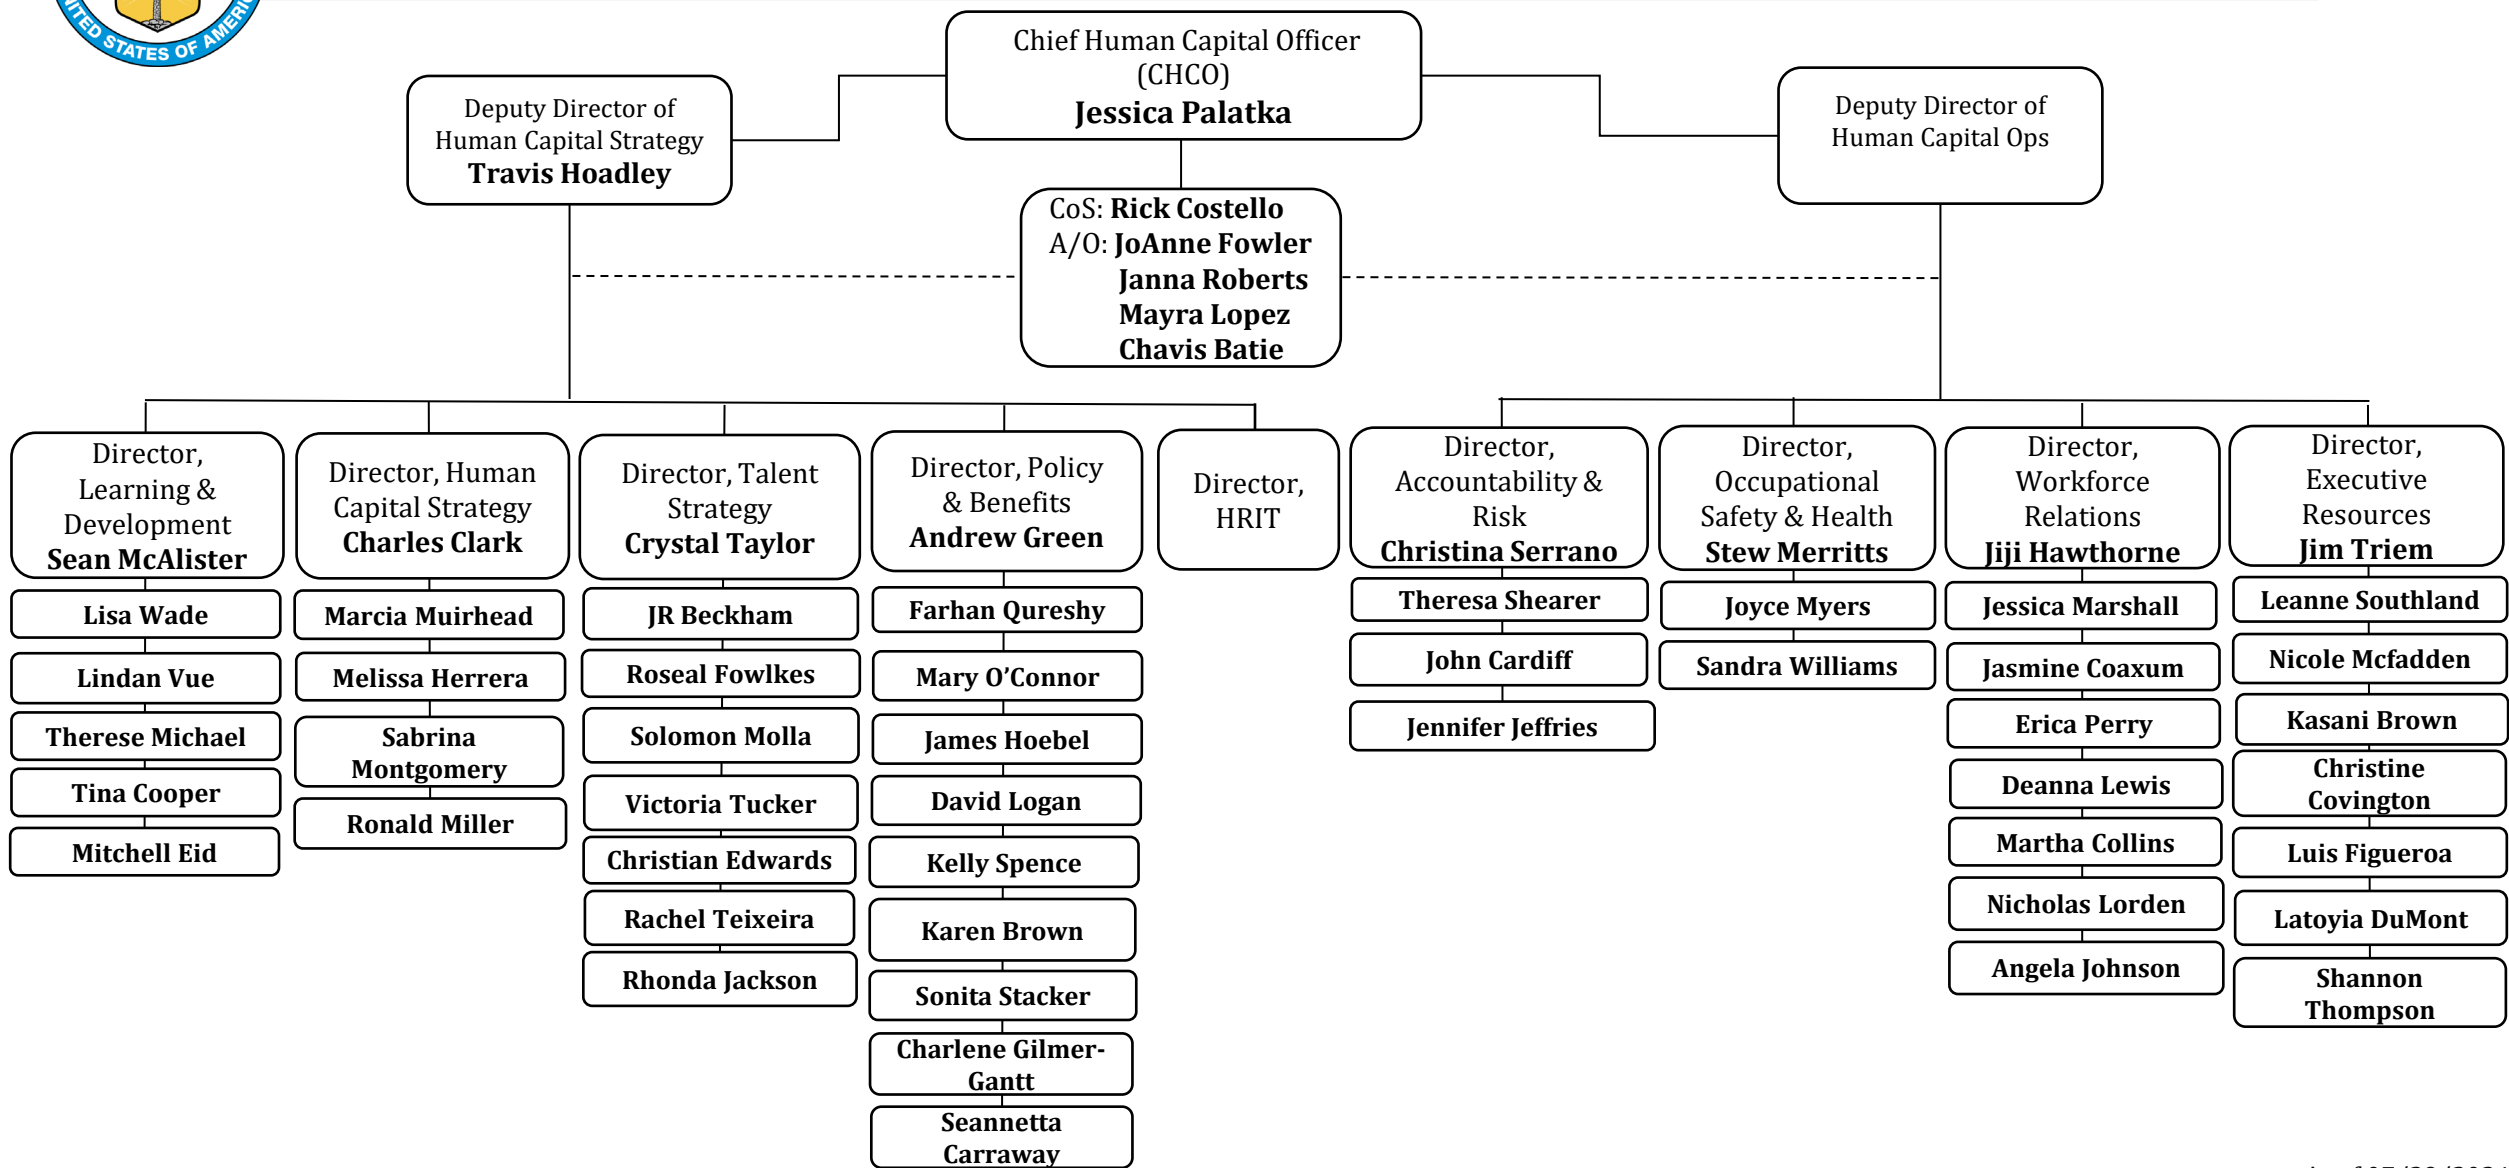 UNITED STATES OF AMERICA
Chief Human Capital Officer
(CHCO)
Jessica Palatka
Deputy Director of
Human Capital Strategy
Travis Hoadley
Deputy Director of
Human Capital Ops
CoS: Rick Costello
A/O: JoAnne Fowler
Janna Roberts
Mayra Lopez
Chavis Batie
Director,
Learning &
Development
Sean McAlister
Lisa Wade
Lindan Vue
Therese Michael
Tina Cooper
Mitchell Eid
Director, Human
Capital Strategy
Charles Clark
Marcia Muirhead
Melissa Herrera
Sabrina
Montgomery
Ronald Miller
Director, Talent
Strategy
Crystal Taylor
JR Beckham
Roseal Fowlkes
Solomon Molla
Victoria Tucker
Christian Edwards
Rachel Teixeira
Rhonda Jackson
Director, Policy
& Benefits
Andrew Green
Farhan Qureshy
Mary O’Connor
James Hoebel
David Logan
Kelly Spence
Karen Brown
Sonita Stacker
Charlene Gilmer-
Gantt
Seannetta
Carraway
Director,
HRIT
Director,
Accountability &
Risk
Christina Serrano
Theresa Shearer
John Cardiff
Jennifer Jeffries
Director,
Occupational
Safety & Health
Stew Merritts
Joyce Myers
Sandra Williams
Director,
Workforce
Relations
Jiji Hawthorne
Jessica Marshall
Jasmine Coaxum
Erica Perry
Deanna Lewis
Martha Collins
Nicholas Lorden
Angela Johnson
Director,
Executive
Resources
Jim Triem
Leanne Southland
Nicole Mcfadden
Kasani Brown
Christine
Covington
Luis Figueroa
Latoyia DuMont
Shannon
Thompson